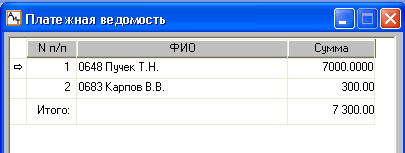 Платежная ведомость
N п/п ФИО Сумма
1 0648 Пучек Т.Н. 7000.0000
2 0683 Карпов В.В. 300.00
Итого: 7 300.00